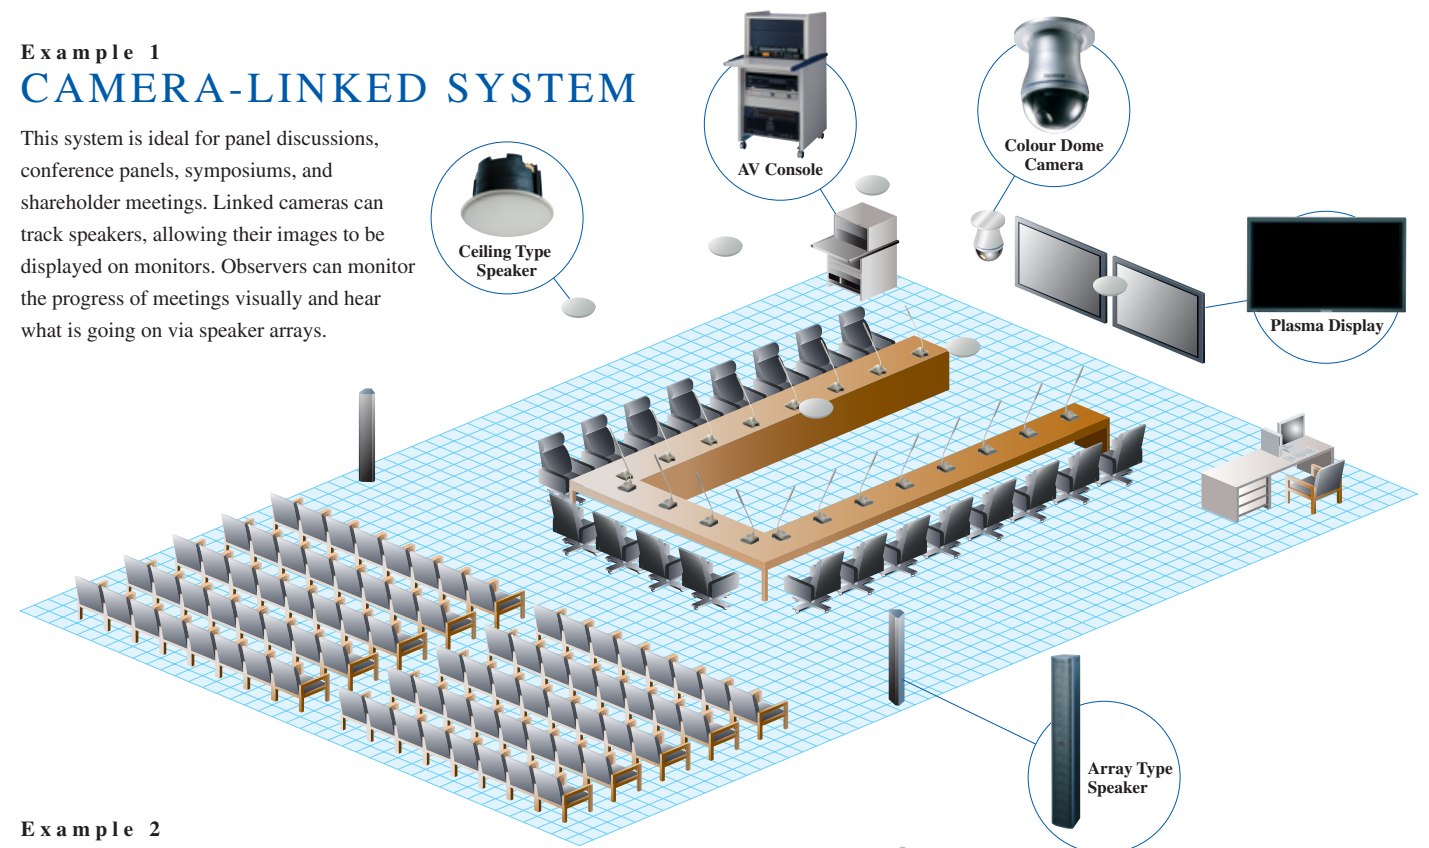 Example 1
CAMERA-LINKED SYSTEM
This system is ideal for panel discussions,
conference panels, symposiums, and
shareholder meetings. Linked cameras can
track speakers, allowing their images to be
displayed on monitors. Observers can monitor
the progress of meetings visually and hear
what is going on via speaker arrays.
Ceiling Type
Speaker
AV Console
Colour Dome
Camera
Plasma Display
Array Type
Speaker
Example 2